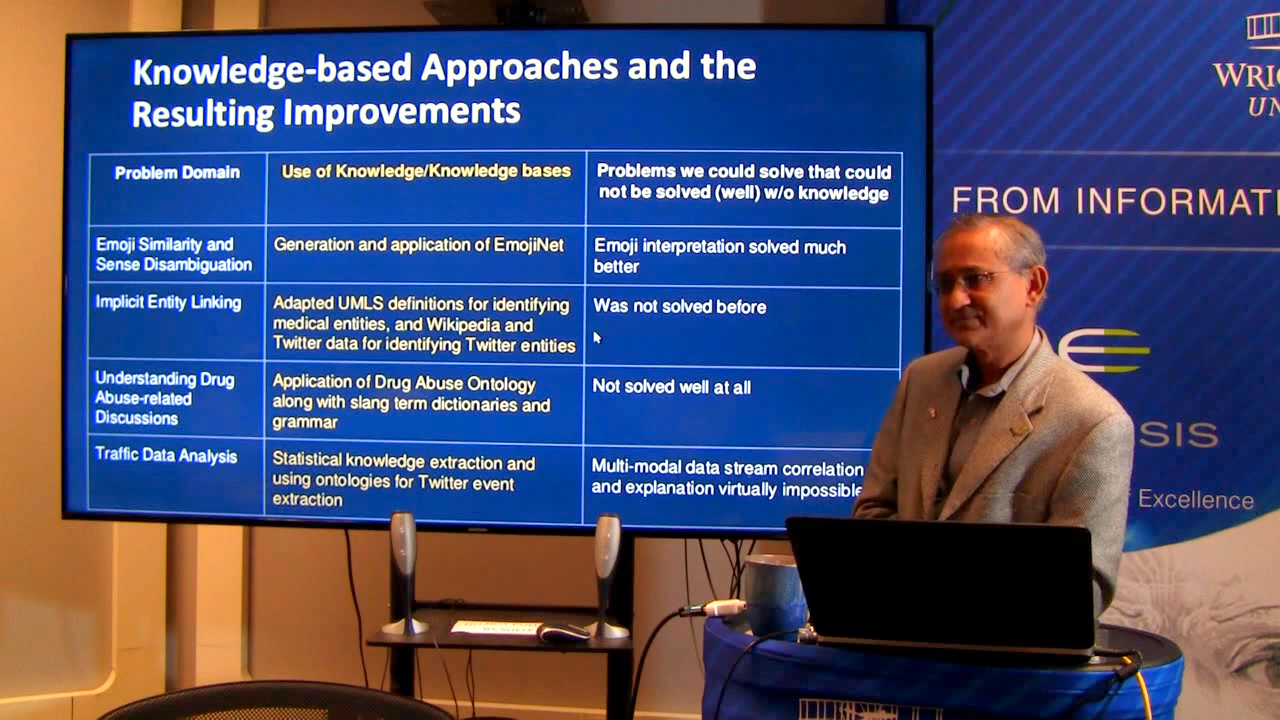 Knowledge-based Approaches and the
Resulting Improvements
Problem Domain
Use of Knowledge/Knowledge bases
Problems we could solve that could
not be solved (well) w/o knowledge
Emoji Similarity and
Sense Disambiguation
Generation and application of EmojiNet
Emoji interpretation solved much
better
Implicit Entity Linking
Adapted UMLS definitions for identifying
medical entities, and Wikipedia and
Twitter data for identifying Twitter entities
Was not solved before
Understanding Drug
Abuse-related
Discussions
Application of Drug Abuse Ontology
along with slang term dictionaries and
grammar
Not solved well at all
Traffic Data Analysis
Statistical knowledge extraction and
using ontologies for Twitter event
extraction
Multi-modal data stream correlation
and explanation virtually impossible
WRI
UN
FROM INFORMATI
SIS
Excellence